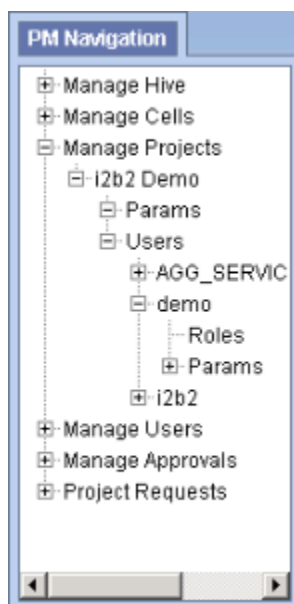 PM Navigation
Manage Hive
Manage Cells
Manage Projects
i2b2 Demo
Params
Users
AGG_SERVIC
demo
Roles
Params
i2b2
Manage Users
Manage Approvals
Project Requests